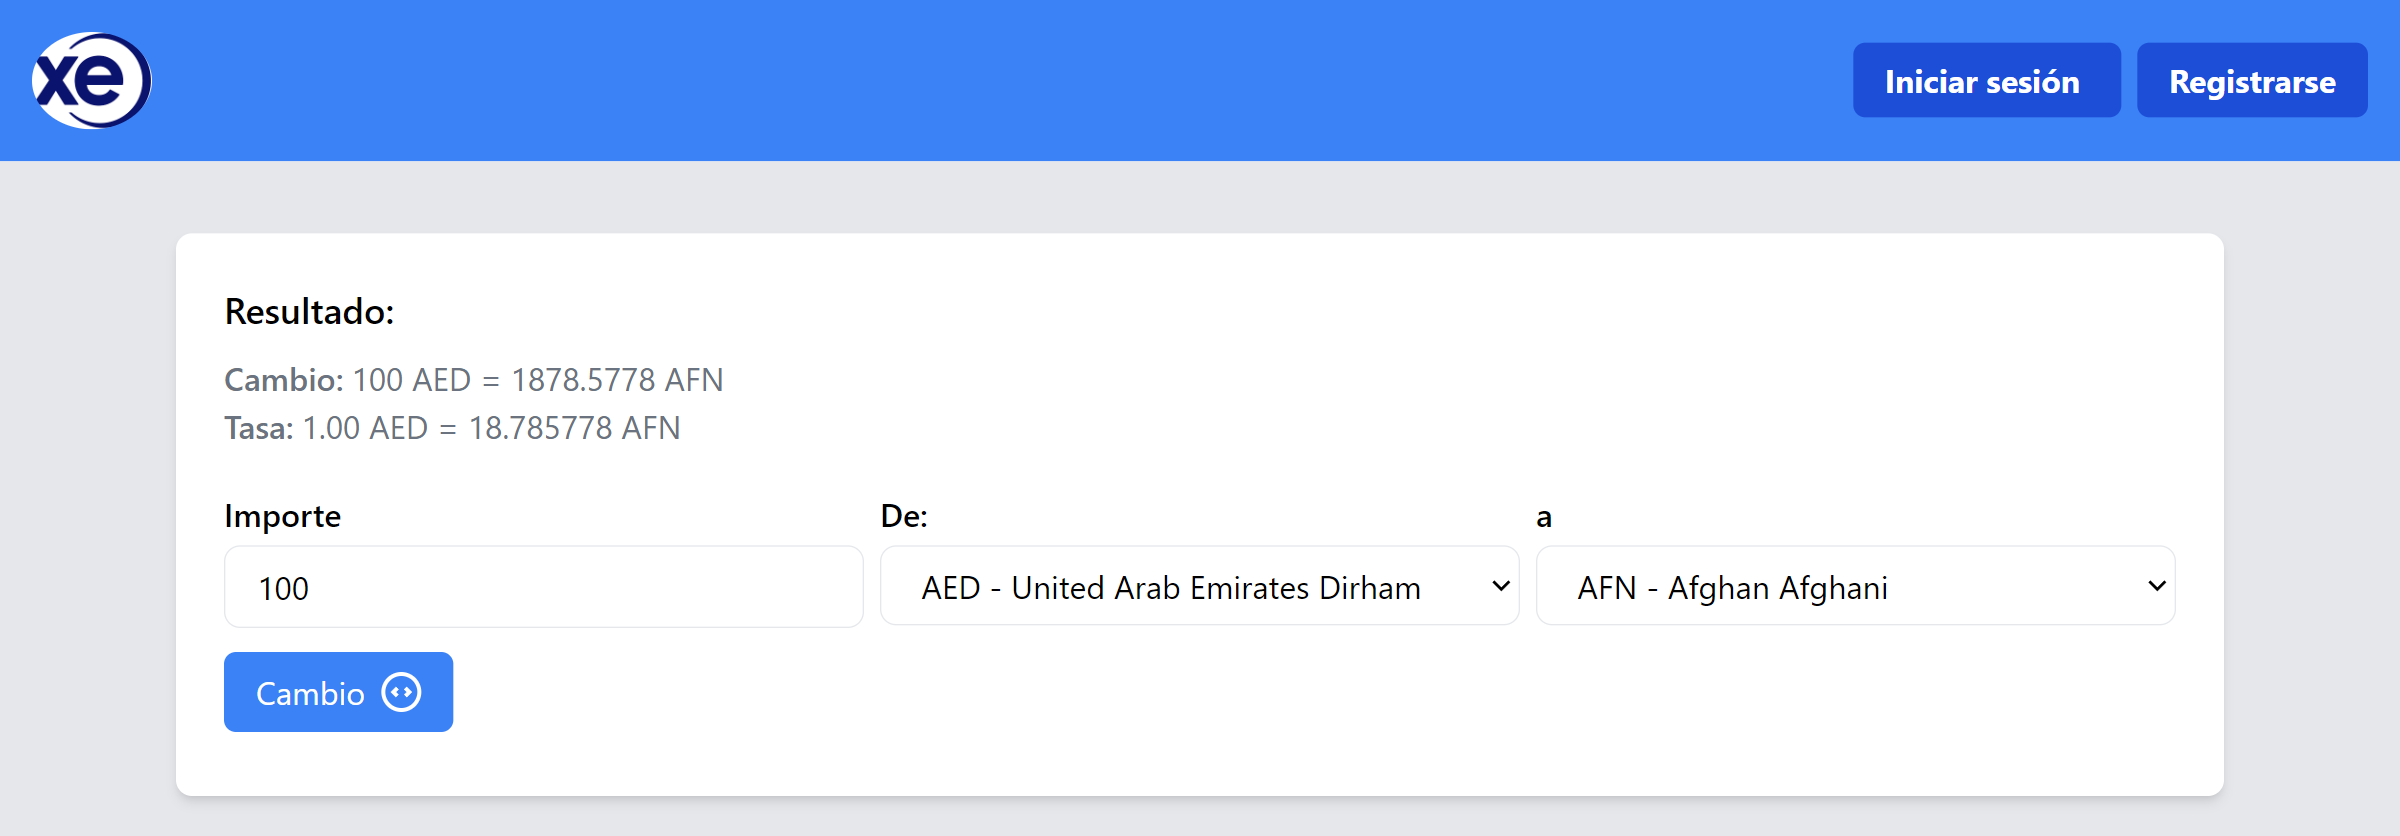 xe
Iniciar sesión
Registrarse
Resultado:
Cambio: 100 AED = 1878.5778 AFN
Tasa: 1.00 AED = 18.785778 AFN
Importe
De:
a
100
AED - United Arab Emirates Dirham
AFN - Afghan Afghani
Cambio